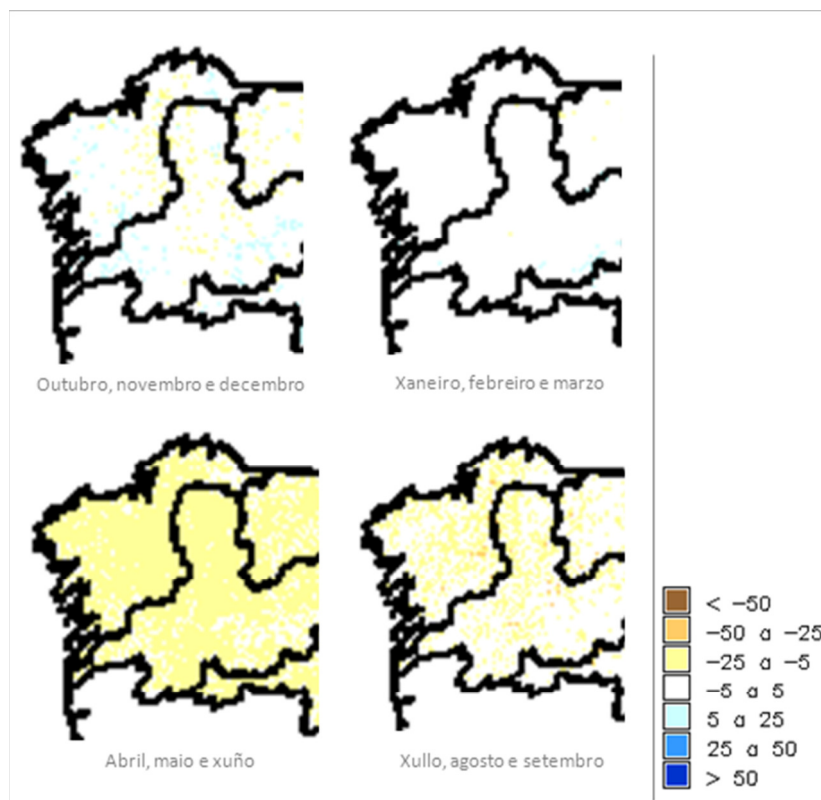 Outubro, novembro e decembro
Xaneiro, febreiro e marzo
Abril, maio e xuño
Xullo, agosto e setembro
< −50
−50 a −25
−25 a −5
−5 a 5
5 a 25
25 a 50
> 50